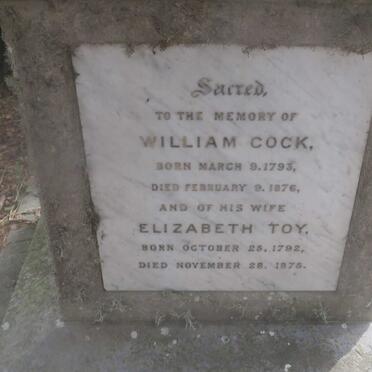 Sacred,
TO THE MEMORY OF
WILLIAM COCK,
BORN MARCH 9. 1793,
DIED FEBRUARY 9. 1876,
AND OF HIS WIFE
ELIZABETH TOY.
BORN OCTOBER 25. 1792,
DIED NOVEMBER 28. 1875.